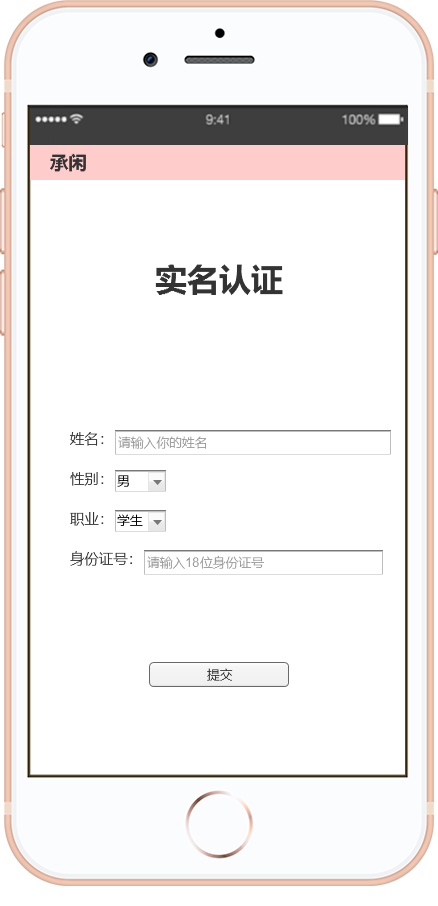 9:41 100%
承闲
实名认证
姓名： 请输入你的姓名
性别： 男
职业： 学生
身份证号： 请输入18位身份证号
提交